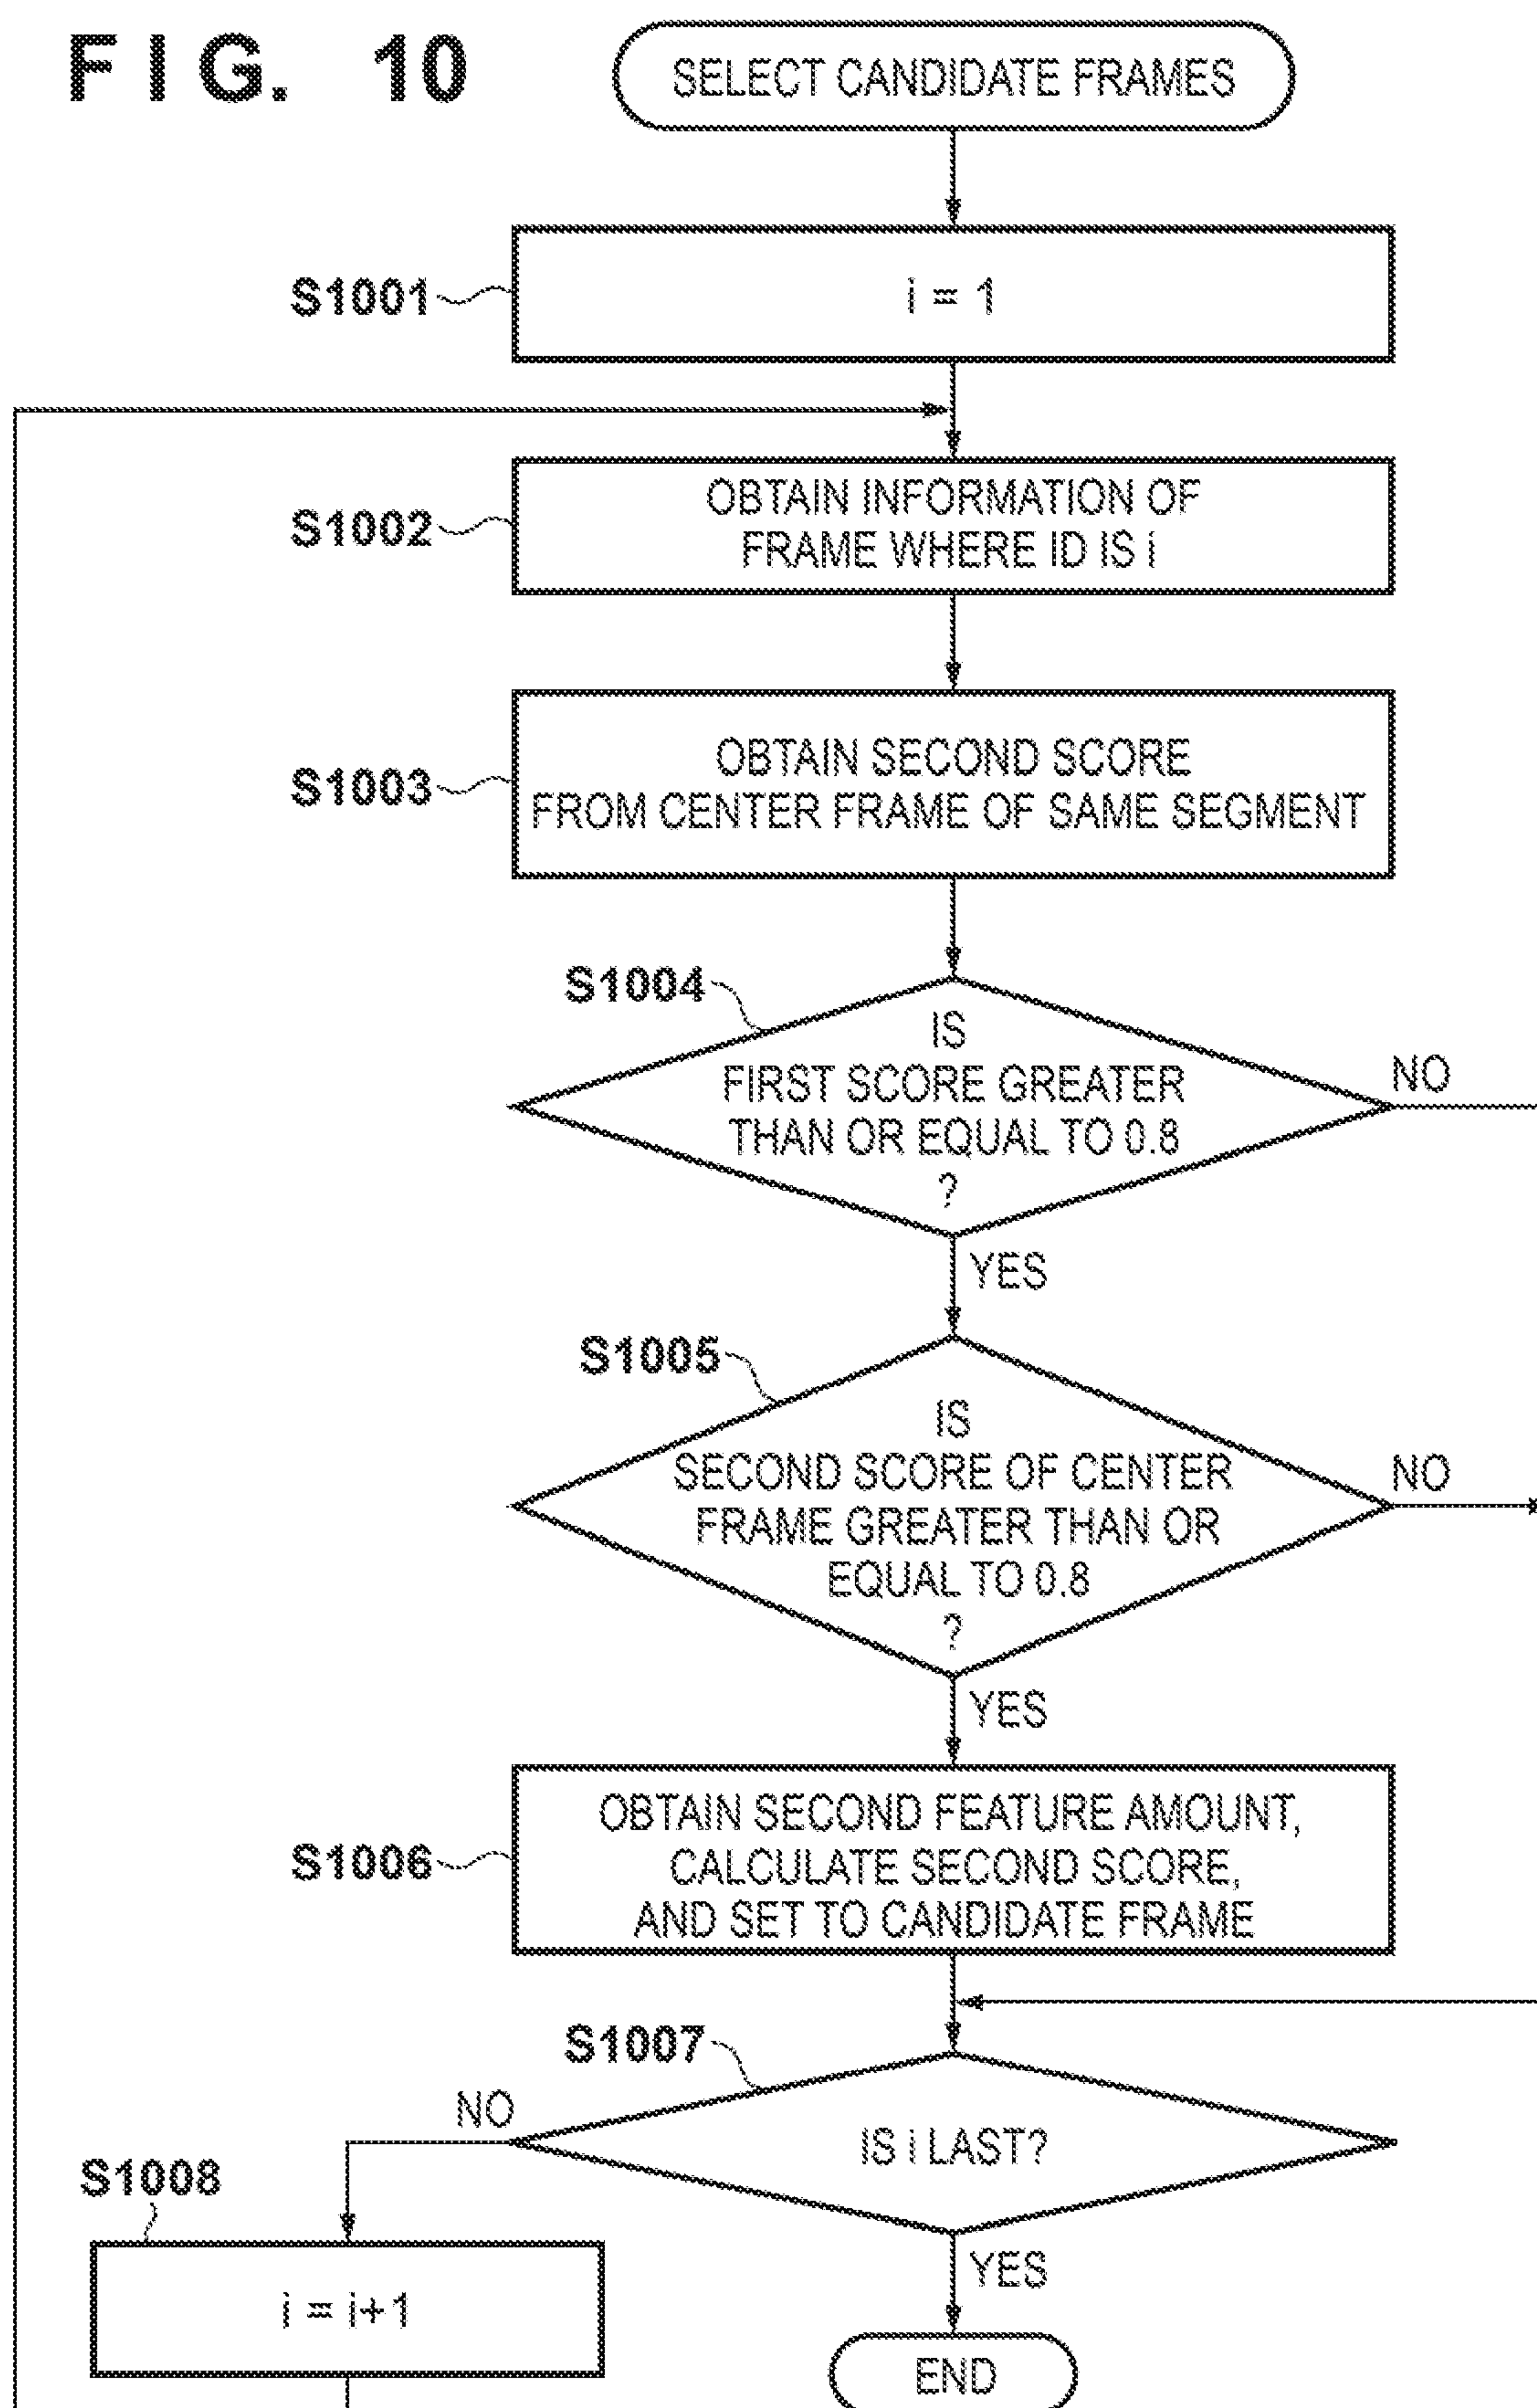 FIG. 10
SELECT CANDIDATE FRAMES
S1001
i = 1
S1002
OBTAIN INFORMATION OF
FRAME WHERE ID IS i
S1003
OBTAIN SECOND SCORE
FROM CENTER FRAME OF SAME SEGMENT
S1004
IS
FIRST SCORE GREATER
THAN OR EQUAL TO 0.8
?
NO
YES
S1005
IS
SECOND SCORE OF CENTER
FRAME GREATER THAN OR
EQUAL TO 0.8
?
NO
YES
S1006
OBTAIN SECOND FEATURE AMOUNT,
CALCULATE SECOND SCORE,
AND SET TO CANDIDATE FRAME
S1007
IS i LAST?
NO
YES
S1008
i = i+1
END